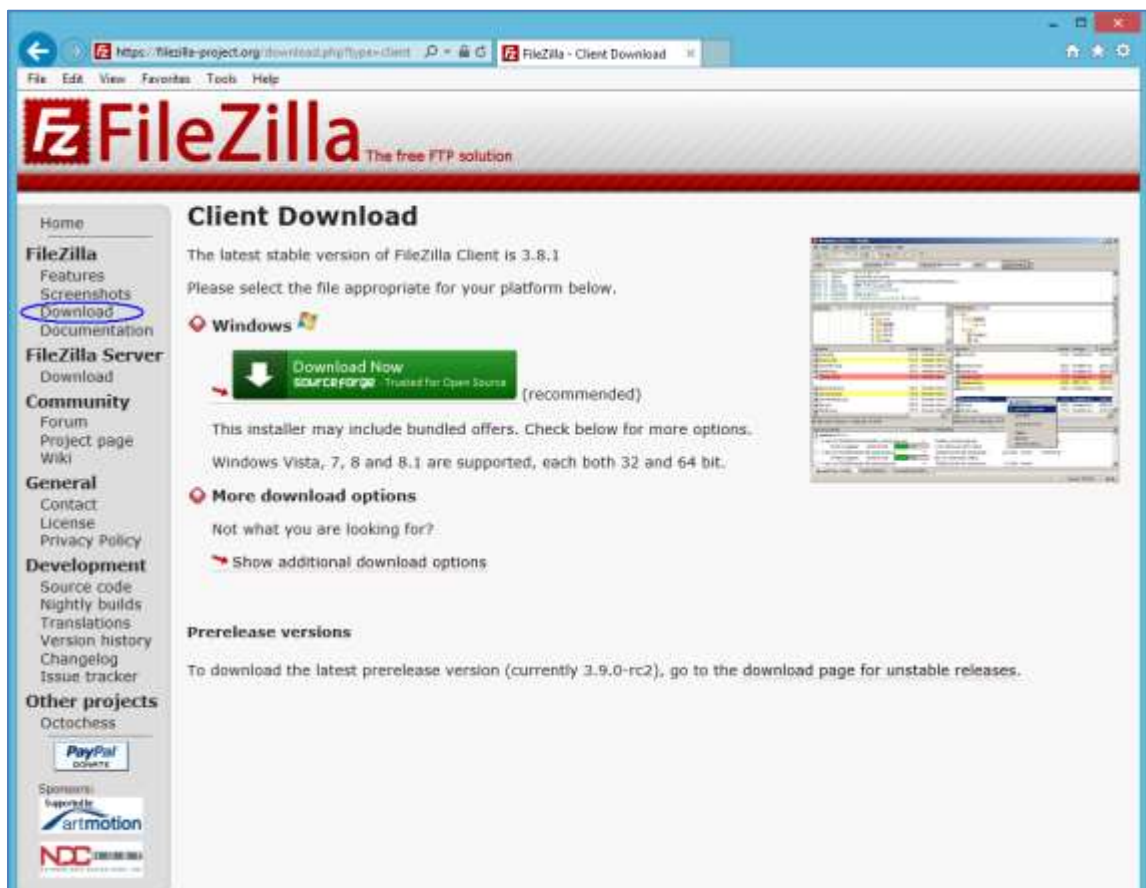 https://filezilla-project.org/download.php?type=client
FileZilla - Client Download
File Edit View Favorites Tools Help
FileZilla The free FTP solution
Home
FileZilla
Features
Screenshots
Download
Documentation
FileZilla Server
Download
Community
Forum
Project page
Wiki
General
Contact
License
Privacy Policy
Development
Source code
Nightly builds
Translations
Version history
Changelog
Issue tracker
Other projects
Octochess
PayPal
DONATE
Sponsors:
Supported by
artmotion
NDC
Client Download
The latest stable version of FileZilla Client is 3.8.1
Please select the file appropriate for your platform below.
Windows
Download Now
sourceforge Trusted for Open Source
(recommended)
This installer may include bundled offers. Check below for more options.
Windows Vista, 7, 8 and 8.1 are supported, each both 32 and 64 bit.
More download options
Not what you are looking for?
Show additional download options
Prerelease versions
To download the latest prerelease version (currently 3.9.0-rc2), go to the download page for unstable releases.